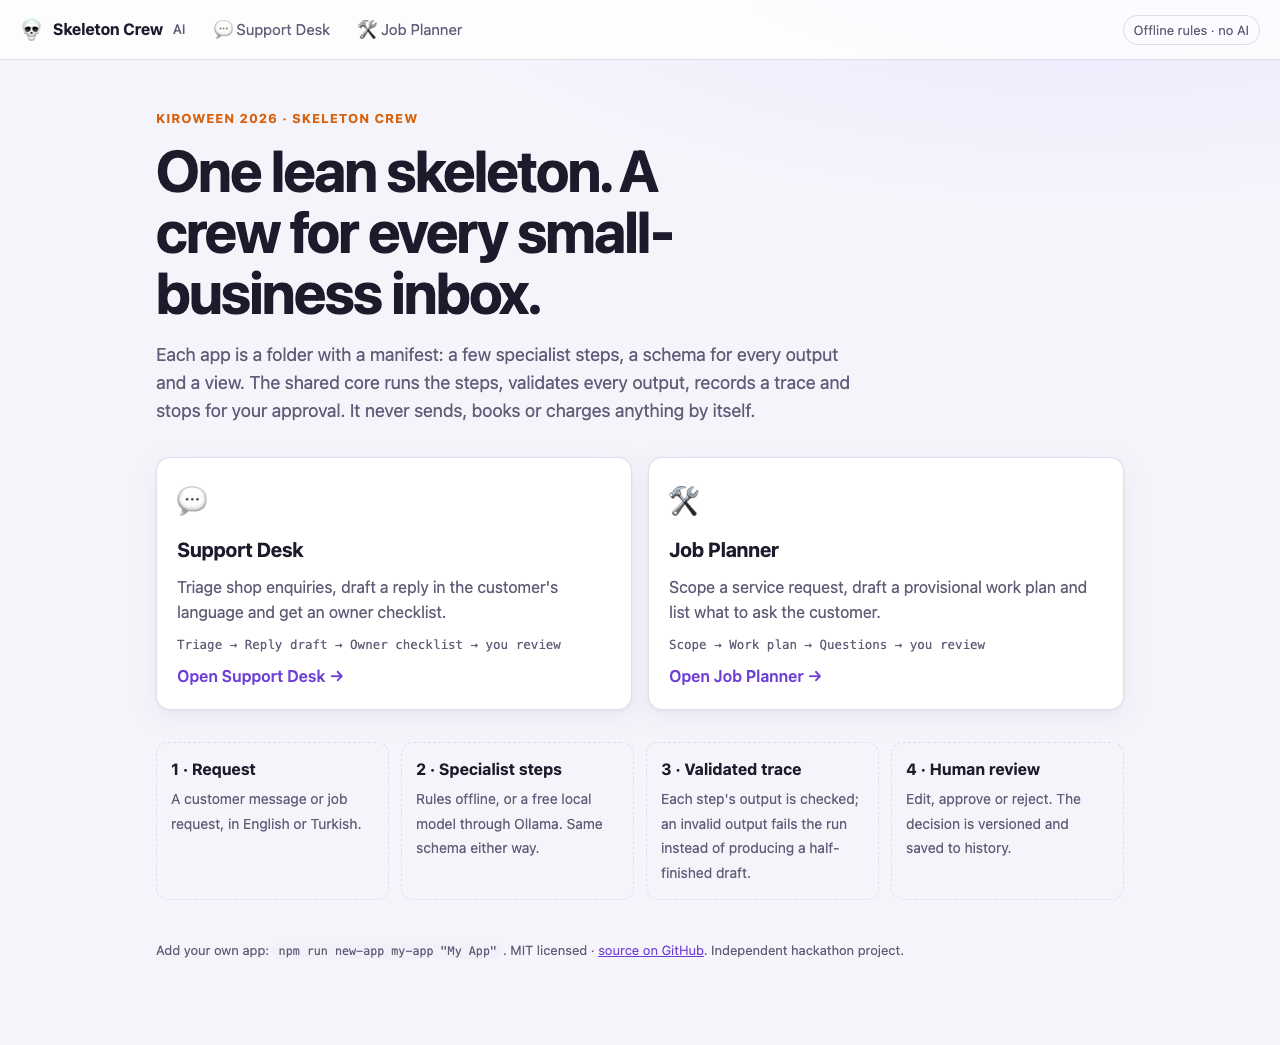 Skeleton Crew AI
Support Desk
Job Planner
Offline rules · no AI
KIROWEEN 2026 · SKELETON CREW
One lean skeleton. A
crew for every small-
business inbox.
Each app is a folder with a manifest: a few specialist steps, a schema for every output
and a view. The shared core runs the steps, validates every output, records a trace and
stops for your approval. It never sends, books or charges anything by itself.
Support Desk
Triage shop enquiries, draft a reply in the customer's
language and get an owner checklist.
Triage → Reply draft → Owner checklist → you review
Open Support Desk →
Job Planner
Scope a service request, draft a provisional work plan and
list what to ask the customer.
Scope → Work plan → Questions → you review
Open Job Planner →
1 · Request
A customer message or job
request, in English or Turkish.
2 · Specialist steps
Rules offline, or a free local
model through Ollama. Same
schema either way.
3 · Validated trace
Each step's output is checked;
an invalid output fails the run
instead of producing a half-
finished draft.
4 · Human review
Edit, approve or reject. The
decision is versioned and
saved to history.
Add your own app: npm run new-app my-app "My App" . MIT licensed · source on GitHub. Independent hackathon project.